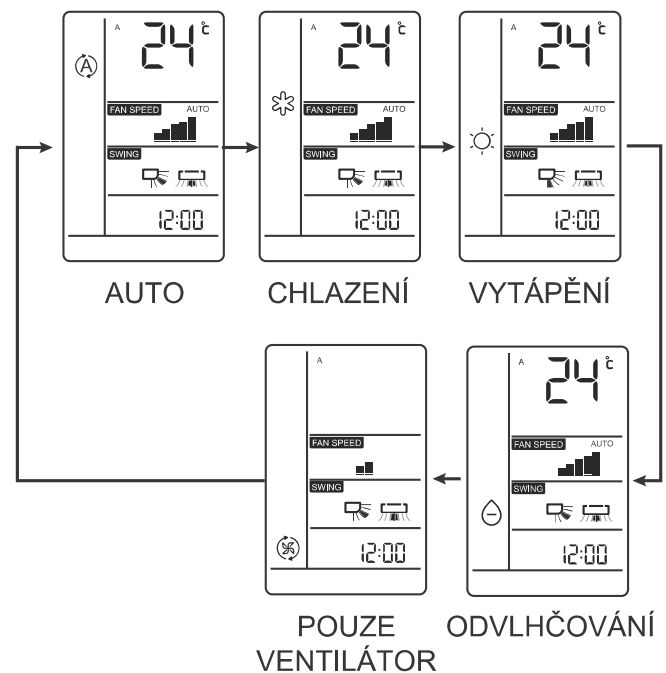 A
24°c
FAN SPEED AUTO
SWING
12:00
AUTO
A
24°c
FAN SPEED AUTO
SWING
12:00
CHLAZENÍ
A
24°c
FAN SPEED AUTO
SWING
12:00
VYTÁPĚNÍ
A
FAN SPEED
SWING
12:00
POUZE
VENTILÁTOR
A
24°c
FAN SPEED AUTO
SWING
12:00
ODVLHČOVÁNÍ